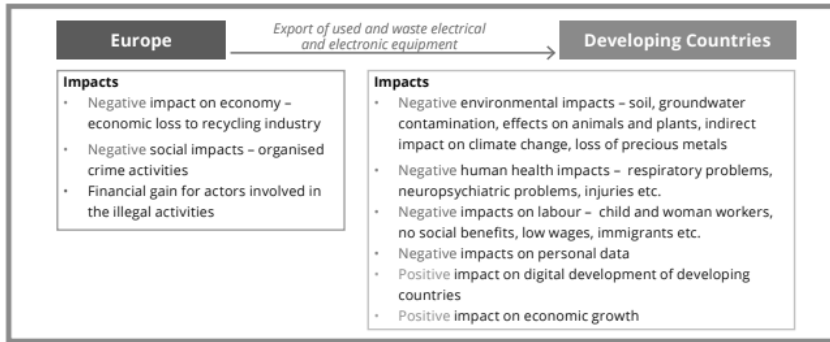 Europe
Export of used and waste electrical
and electronic equipment
Developing Countries
Impacts
• Negative impact on economy –
economic loss to recycling industry
• Negative social impacts – organised
crime activities
• Financial gain for actors involved in
the illegal activities
Impacts
• Negative environmental impacts – soil, groundwater
contamination, effects on animals and plants, indirect
impact on climate change, loss of precious metals
• Negative human health impacts – respiratory problems,
neuropsychiatric problems, injuries etc.
• Negative impacts on labour – child and woman workers,
no social benefits, low wages, immigrants etc.
• Negative impacts on personal data
• Positive impact on digital development of developing
countries
• Positive impact on economic growth